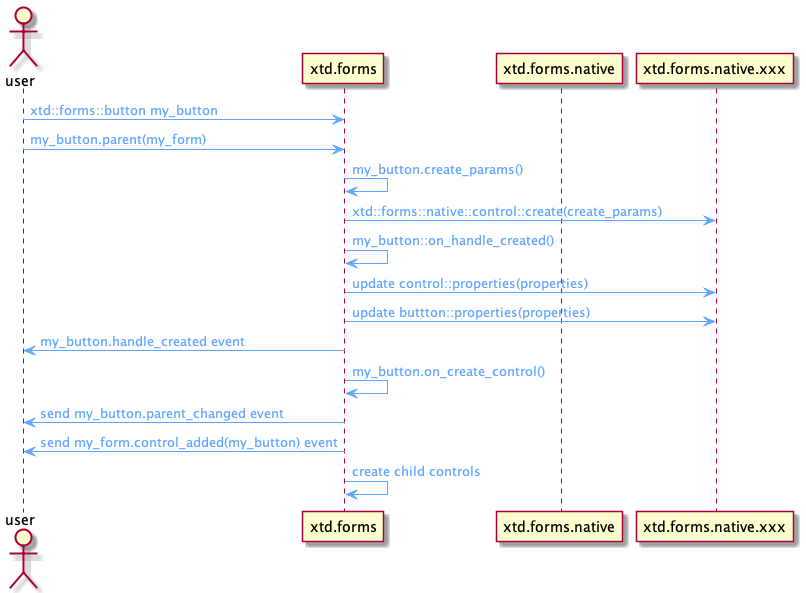 user
xtd.forms
xtd.forms.native
xtd.forms.native.xxx
xtd::forms::button my_button
my_button.parent(my_form)
my_button.create_params()
xtd::forms::native::control::create(create_params)
my_button::on_handle_created()
update control::properties(properties)
update buttton::properties(properties)
my_button.handle_created event
my_button.on_create_control()
send my_button.parent_changed event
send my_form.control_added(my_button) event
create child controls
user
xtd.forms
xtd.forms.native
xtd.forms.native.xxx